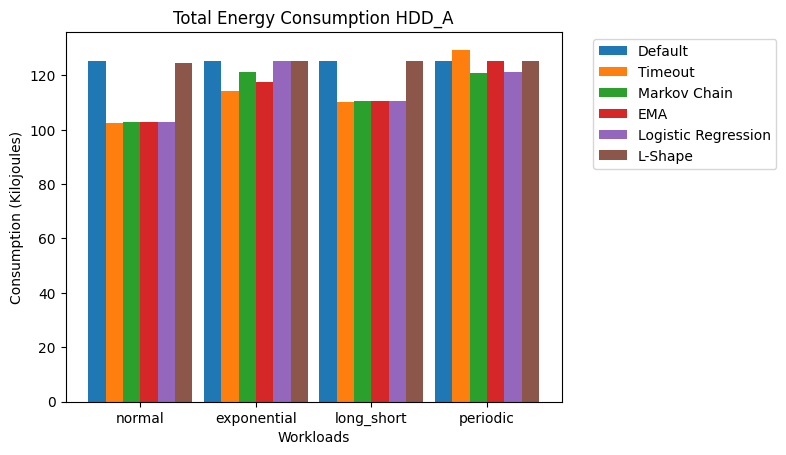 Total Energy Consumption HDD_A
Consumption (Kilojoules)
120
100
80
60
40
20
0
normal
exponential
long_short
periodic
Workloads
Default
Timeout
Markov Chain
EMA
Logistic Regression
L-Shape